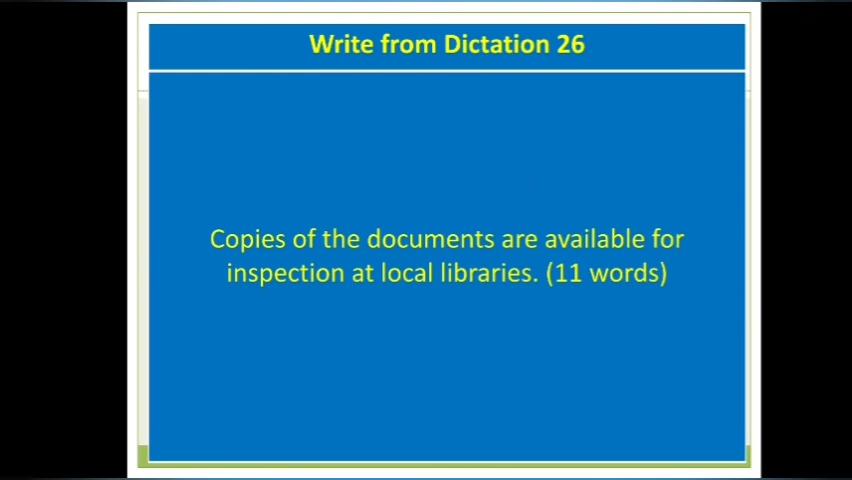 Write from Dictation 26
Copies of the documents are available for
inspection at local libraries. (11 words)